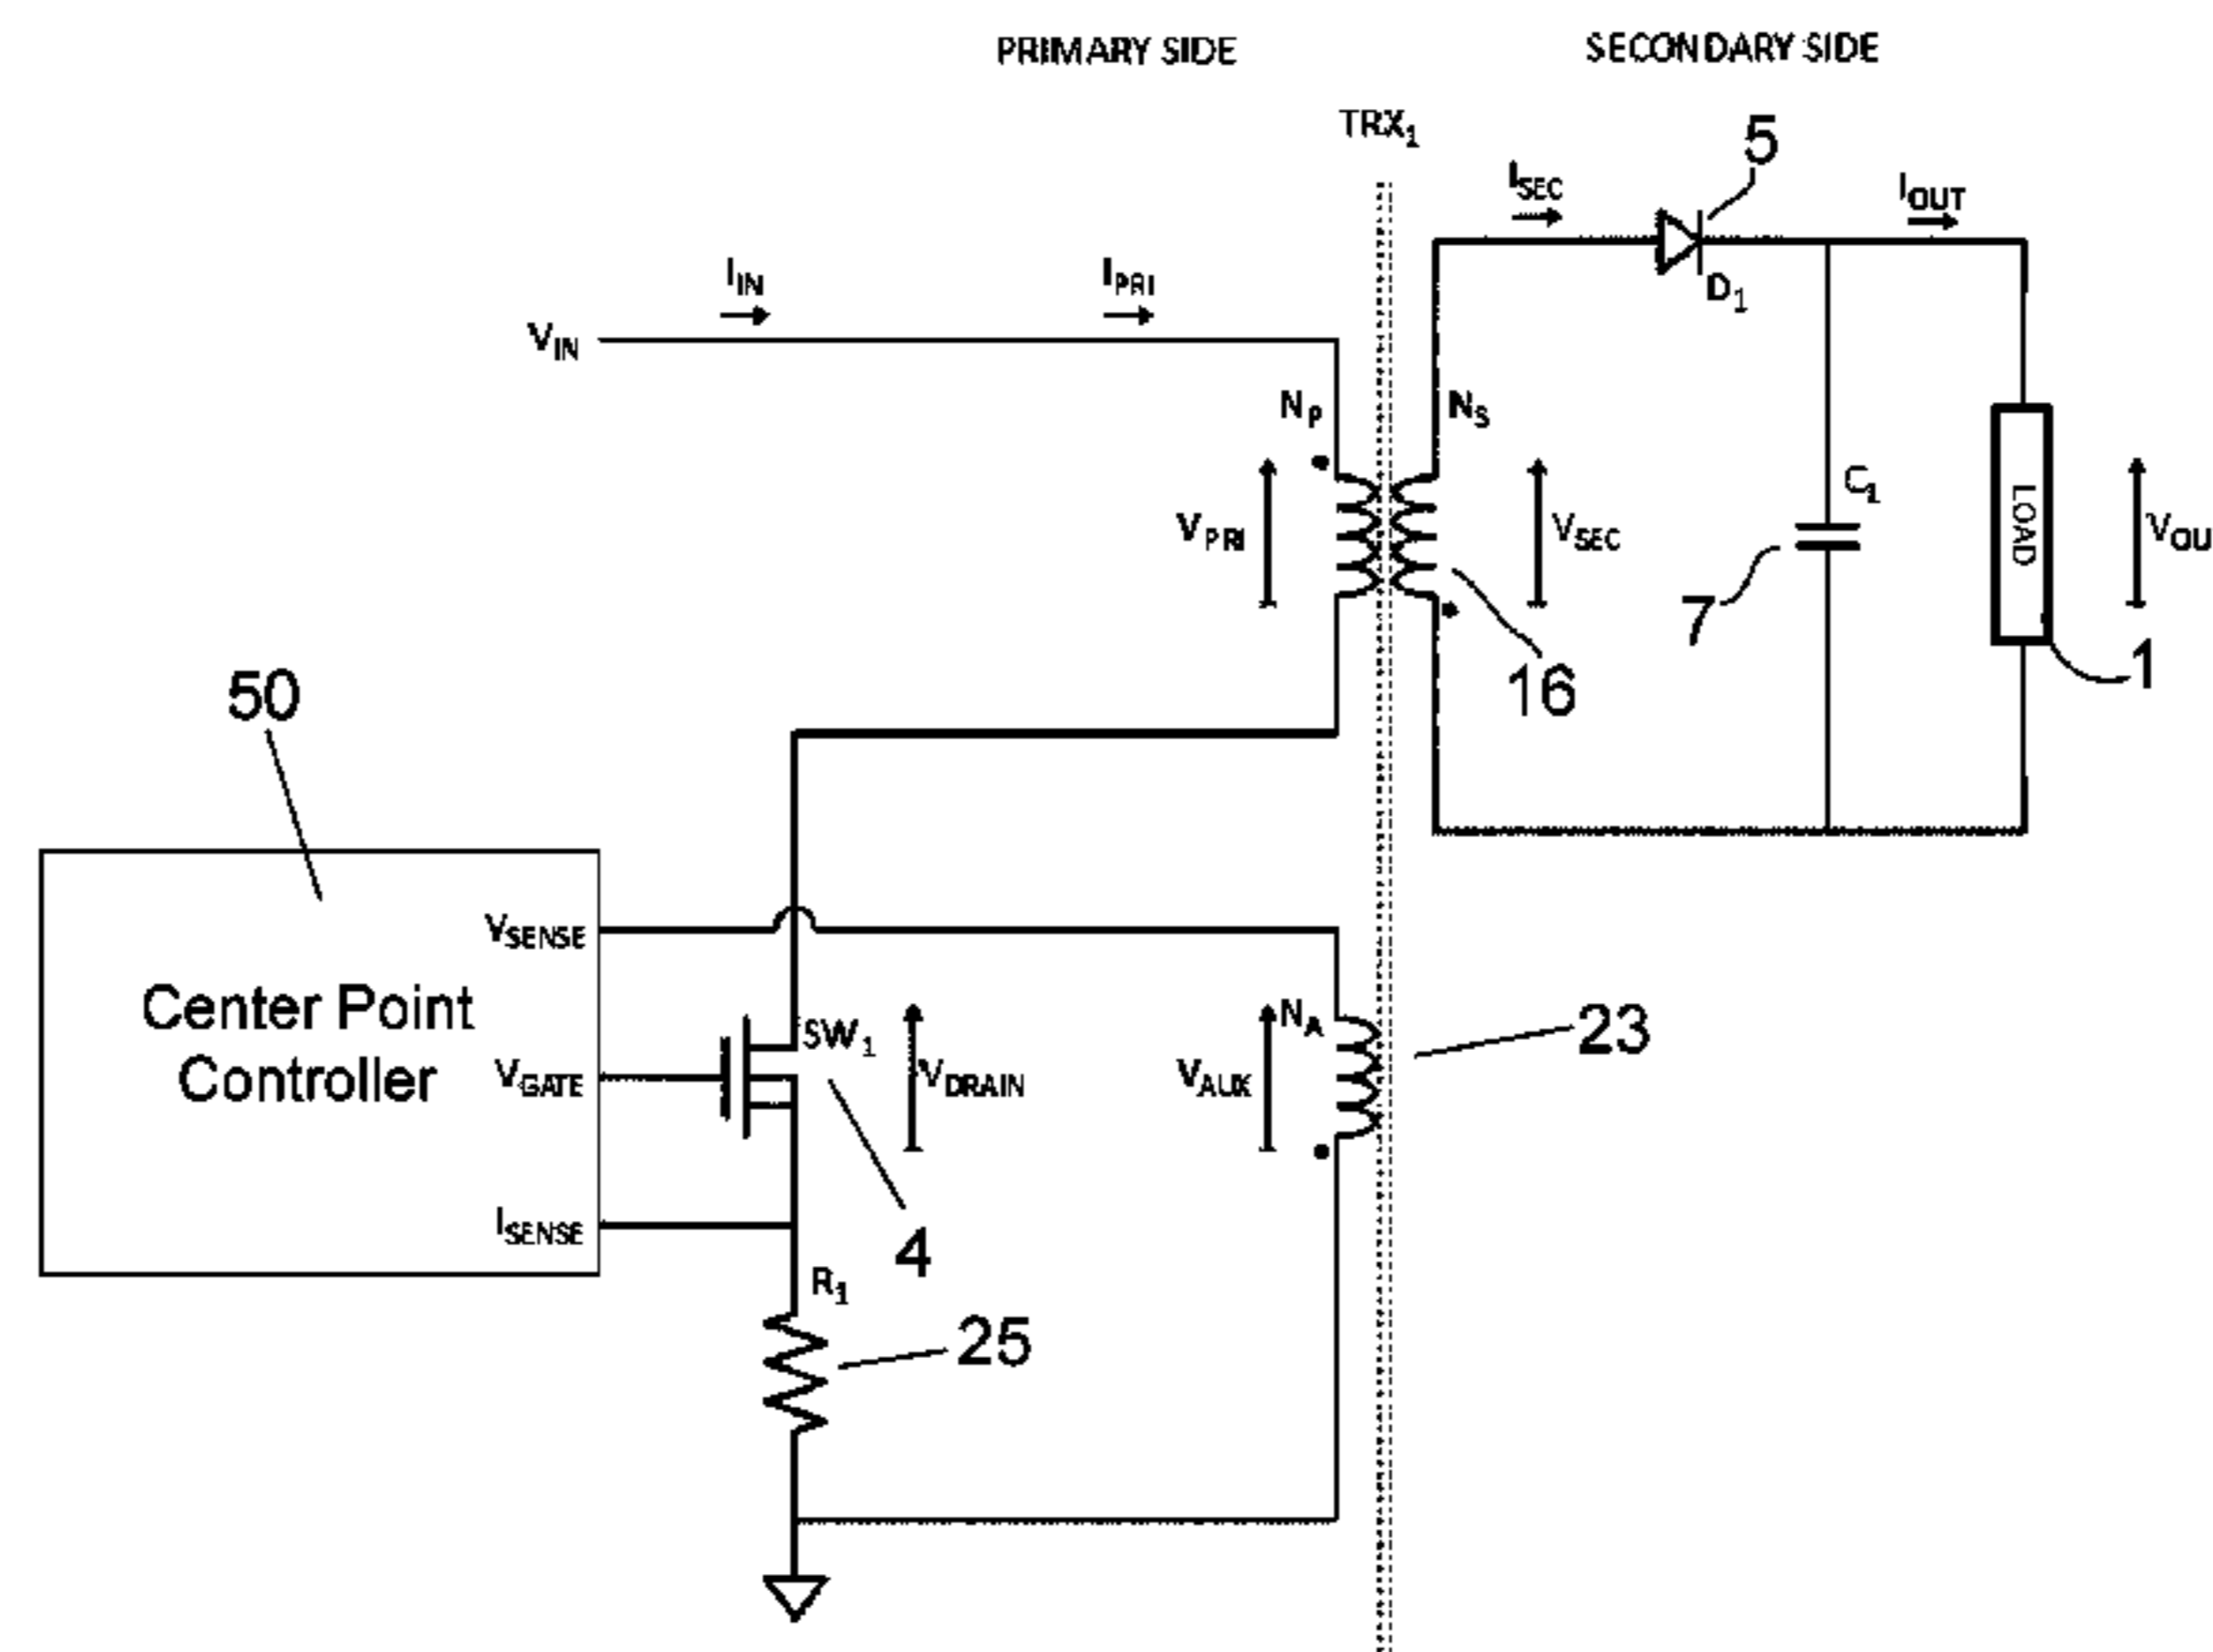 PRIMARY SIDE
SECONDARY SIDE
TRX1
5
ISEC
IOUT
IIN
IPRI
D1
VIN
NP
NS
C1
VPRI
VSEC
LOAD
VOU
7
16
1
50
VSENSE
Center Point
Controller
NA
23
SW1
VGATE
VDRAIN
VAUX
ISENSE
4
R1
25